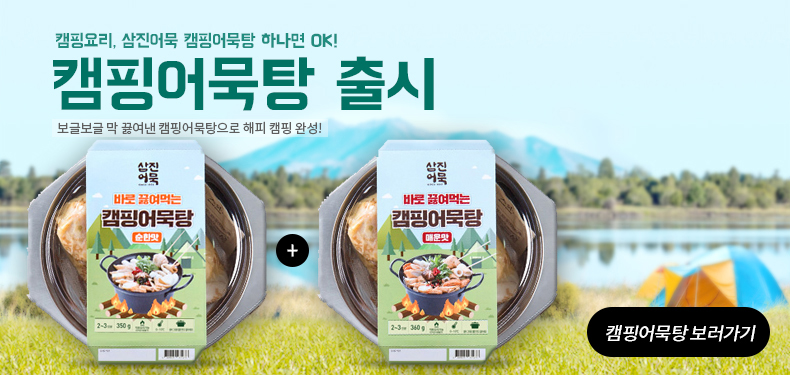 캠핑요리, 삼진어묵 캠핑어묵탕 하나면 OK!
캠핑어묵탕 출시
보글보글 막 끓여낸 캠핑어묵탕으로 해피 캠핑 완성!
삼진
어묵
바로 끓여먹는
캠핑어묵탕
순한맛
2~3인분 350 g
+
삼진
어묵
바로 끓여먹는
캠핑어묵탕
매운맛
2~3인분 360 g
캠핑어묵탕 보러가기